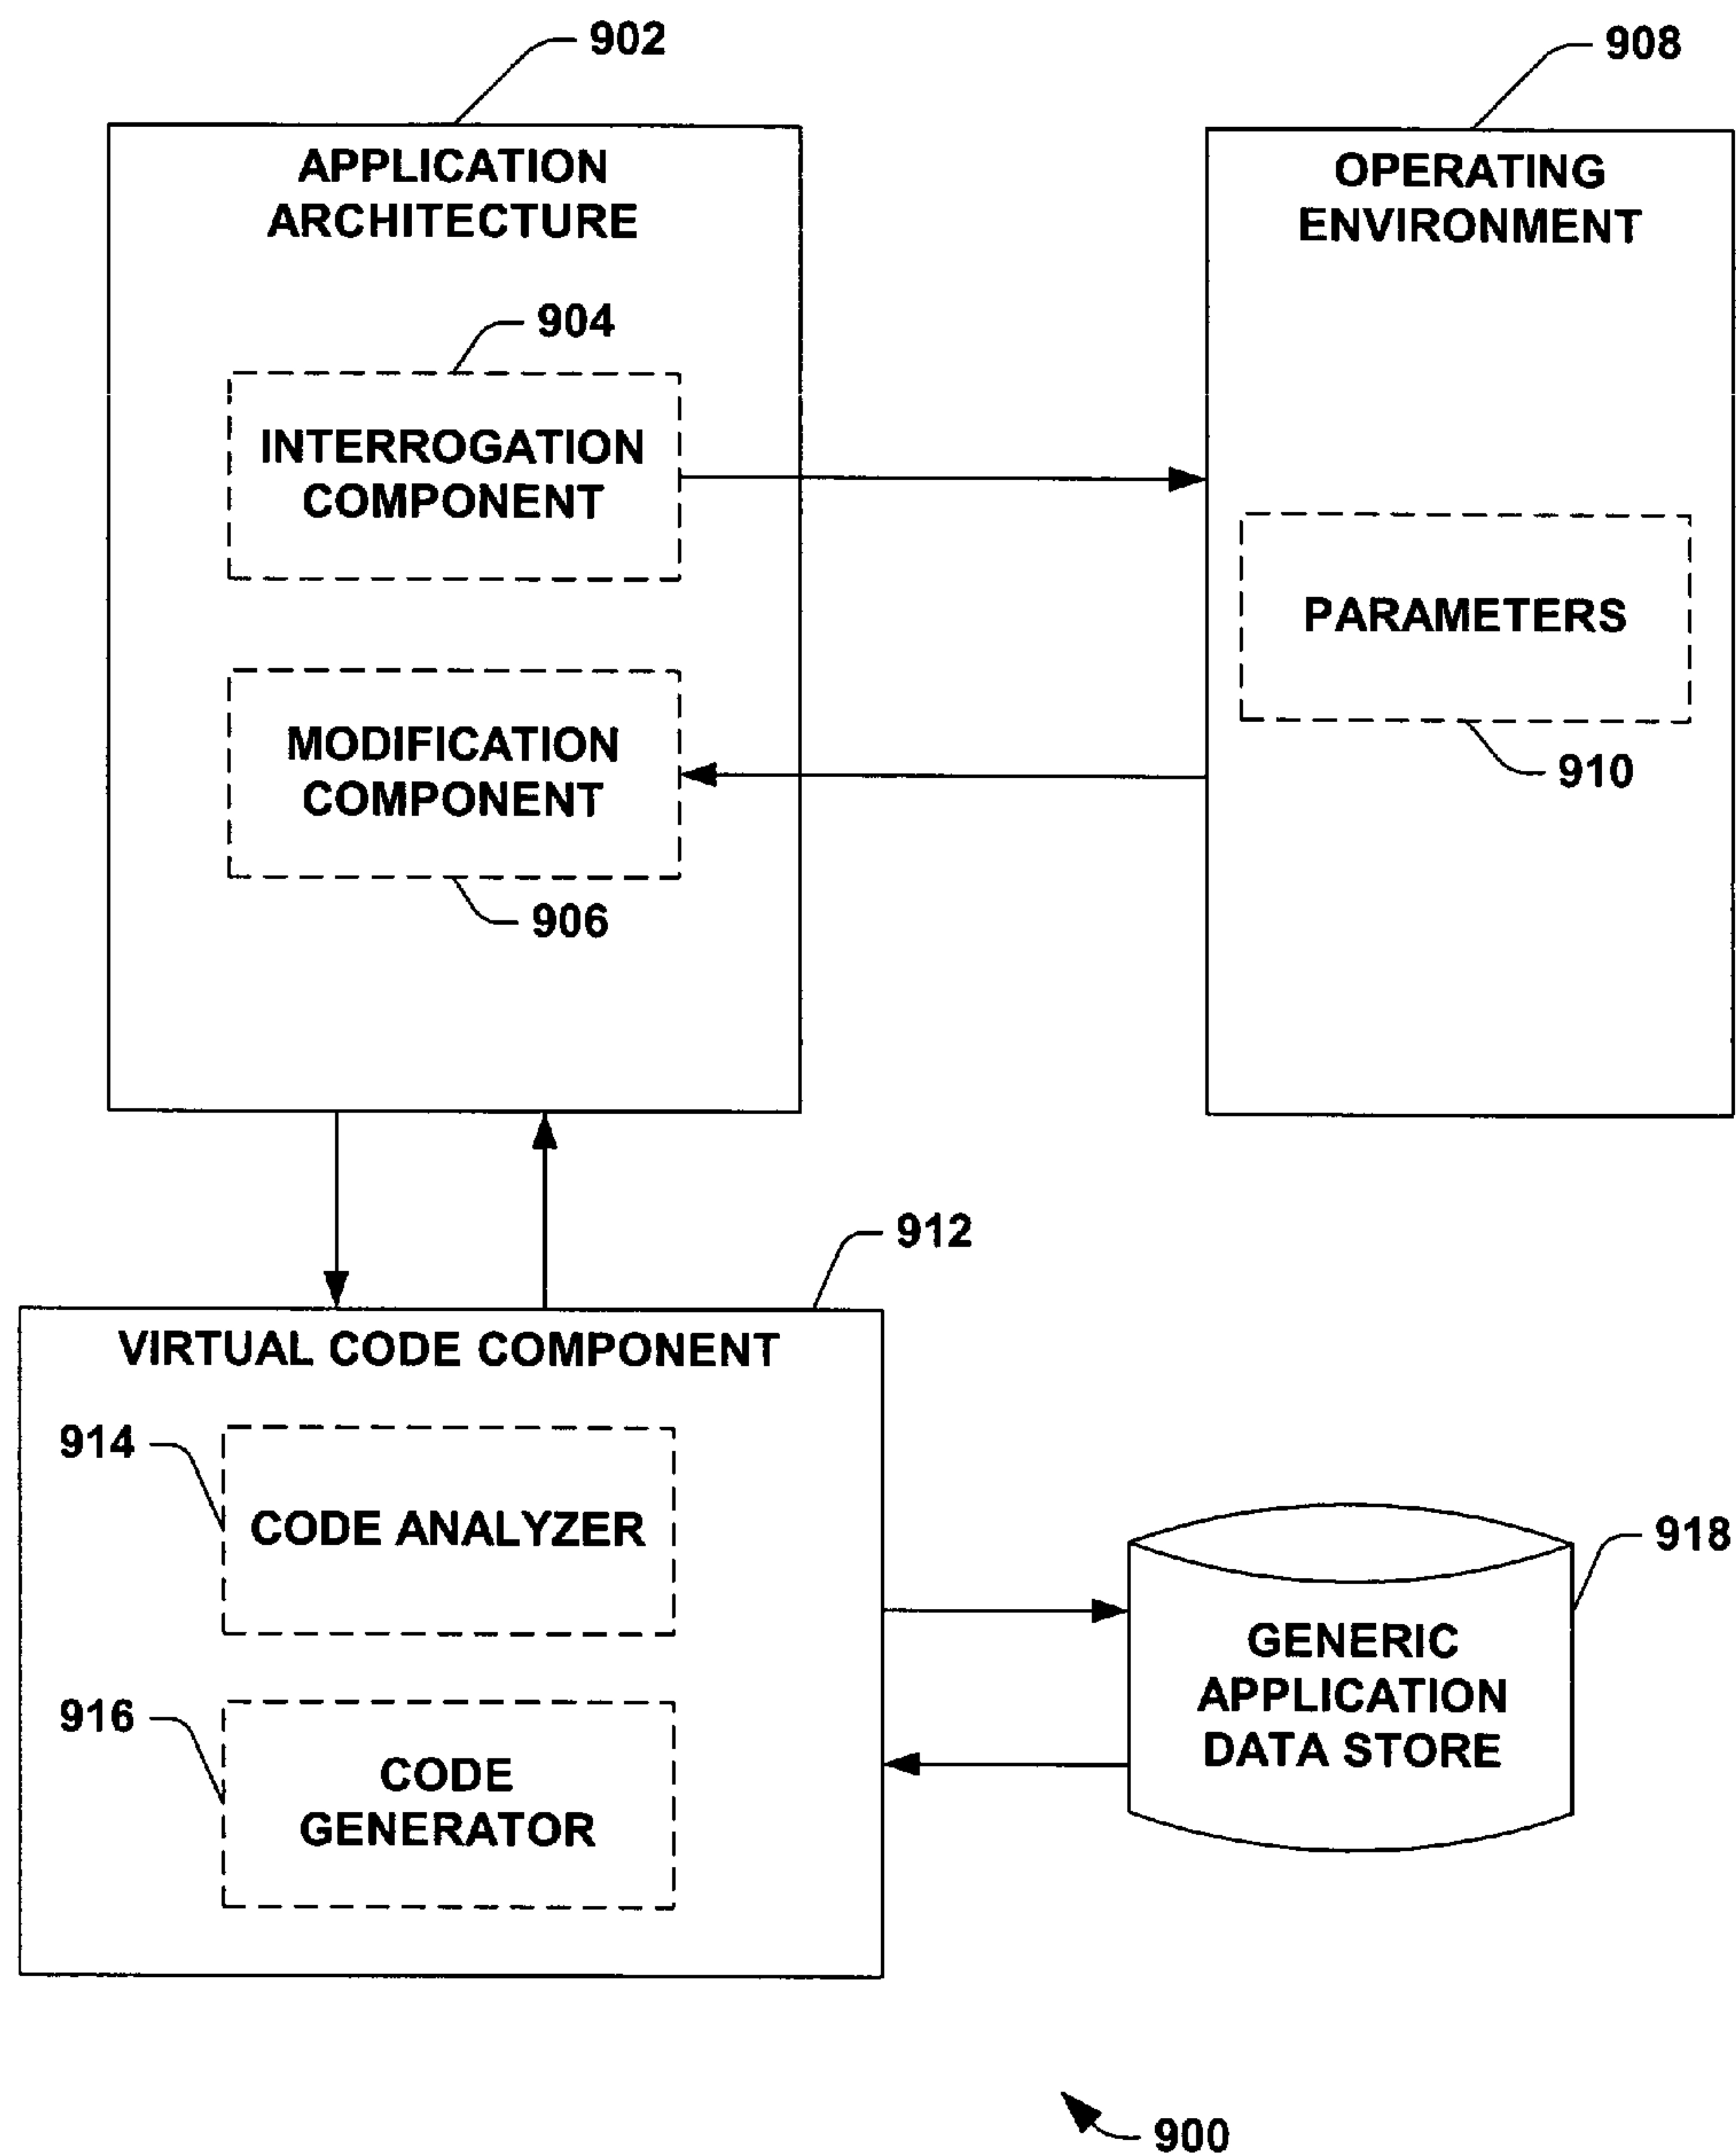 902
908
APPLICATION
ARCHITECTURE
OPERATING
ENVIRONMENT
904
INTERROGATION
COMPONENT
PARAMETERS
910
MODIFICATION
COMPONENT
906
912
VIRTUAL CODE COMPONENT
914
CODE ANALYZER
918
GENERIC
APPLICATION
DATA STORE
916
CODE
GENERATOR
900